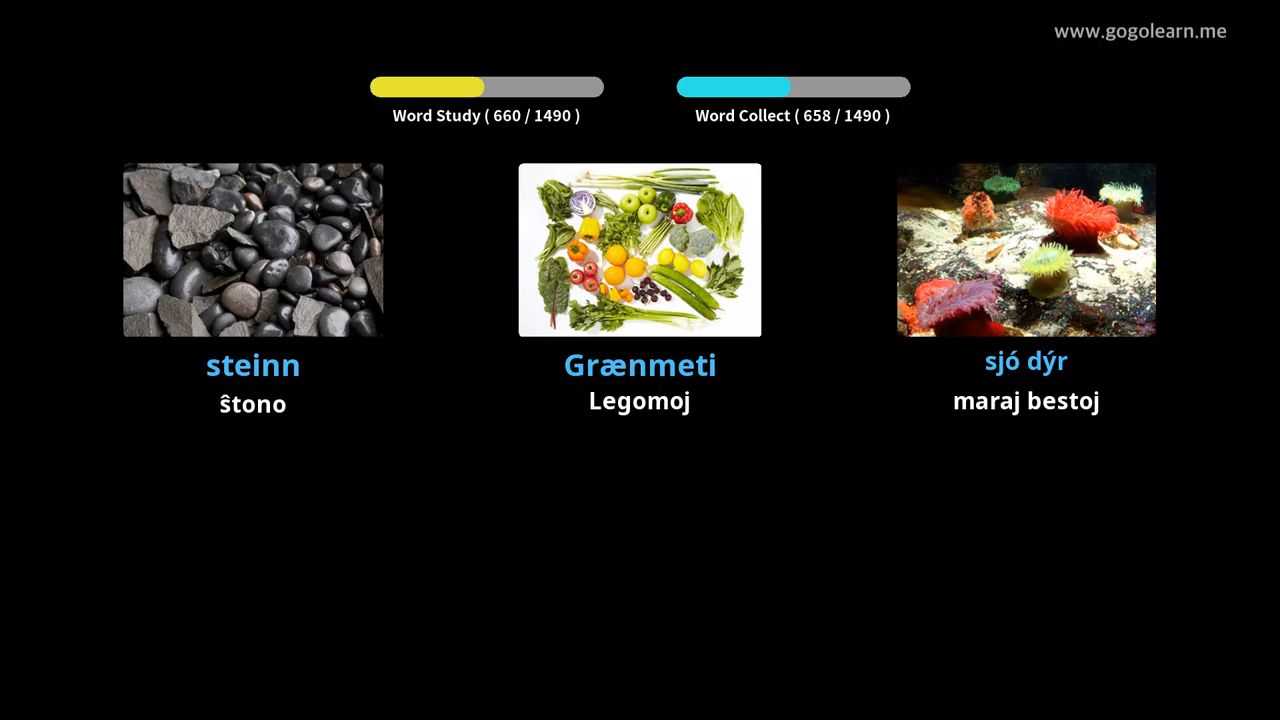 www.gogolearn.me
Word Study ( 660 / 1490 )
Word Collect ( 658 / 1490 )
steinn
ŝtono
Grænmeti
Legomoj
sjó dýr
maraj bestoj